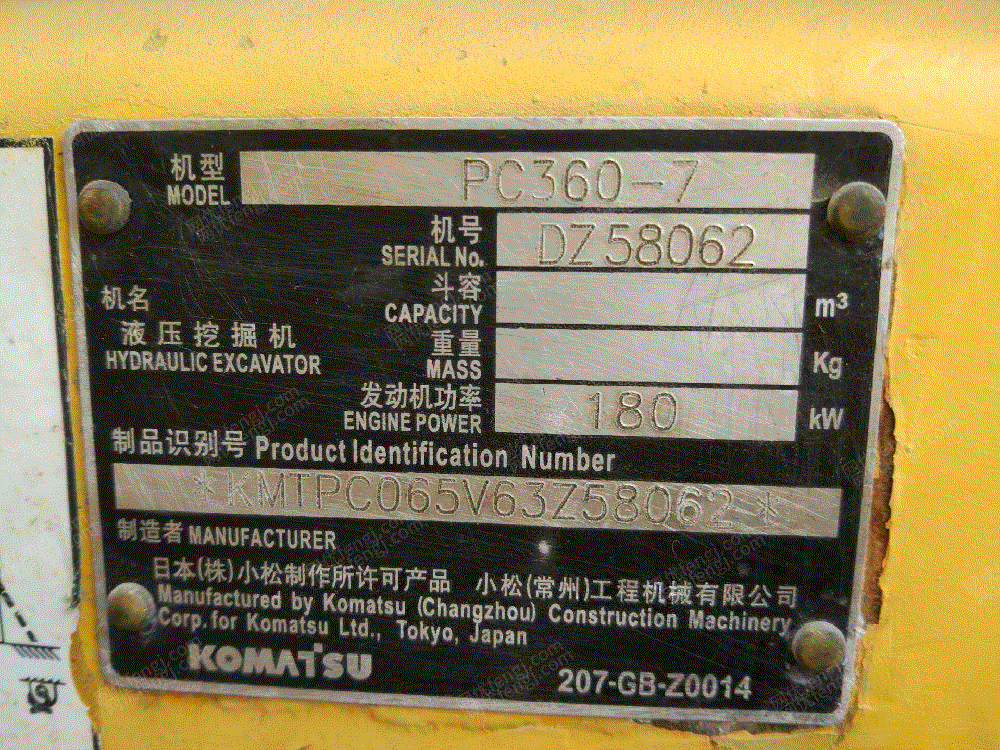 机型 PC360-7
MODEL
机号 DZ58062
SERIAL No.
斗容
CAPACITY m³
机名
液压挖掘机
HYDRAULIC EXCAVATOR
重量
MASS Kg
发动机功率 180
ENGINE POWER kW
制品识别号 Product Identification Number
*KMTPC065V63Z58062*
制造者 MANUFACTURER
日本(株)小松制作所许可产品 小松(常州)工程机械有限公司
Manufactured by Komatsu (Changzhou) Construction Machinery
Corp. for Komatsu Ltd., Tokyo, Japan
KOMATSU
207-GB-Z0014